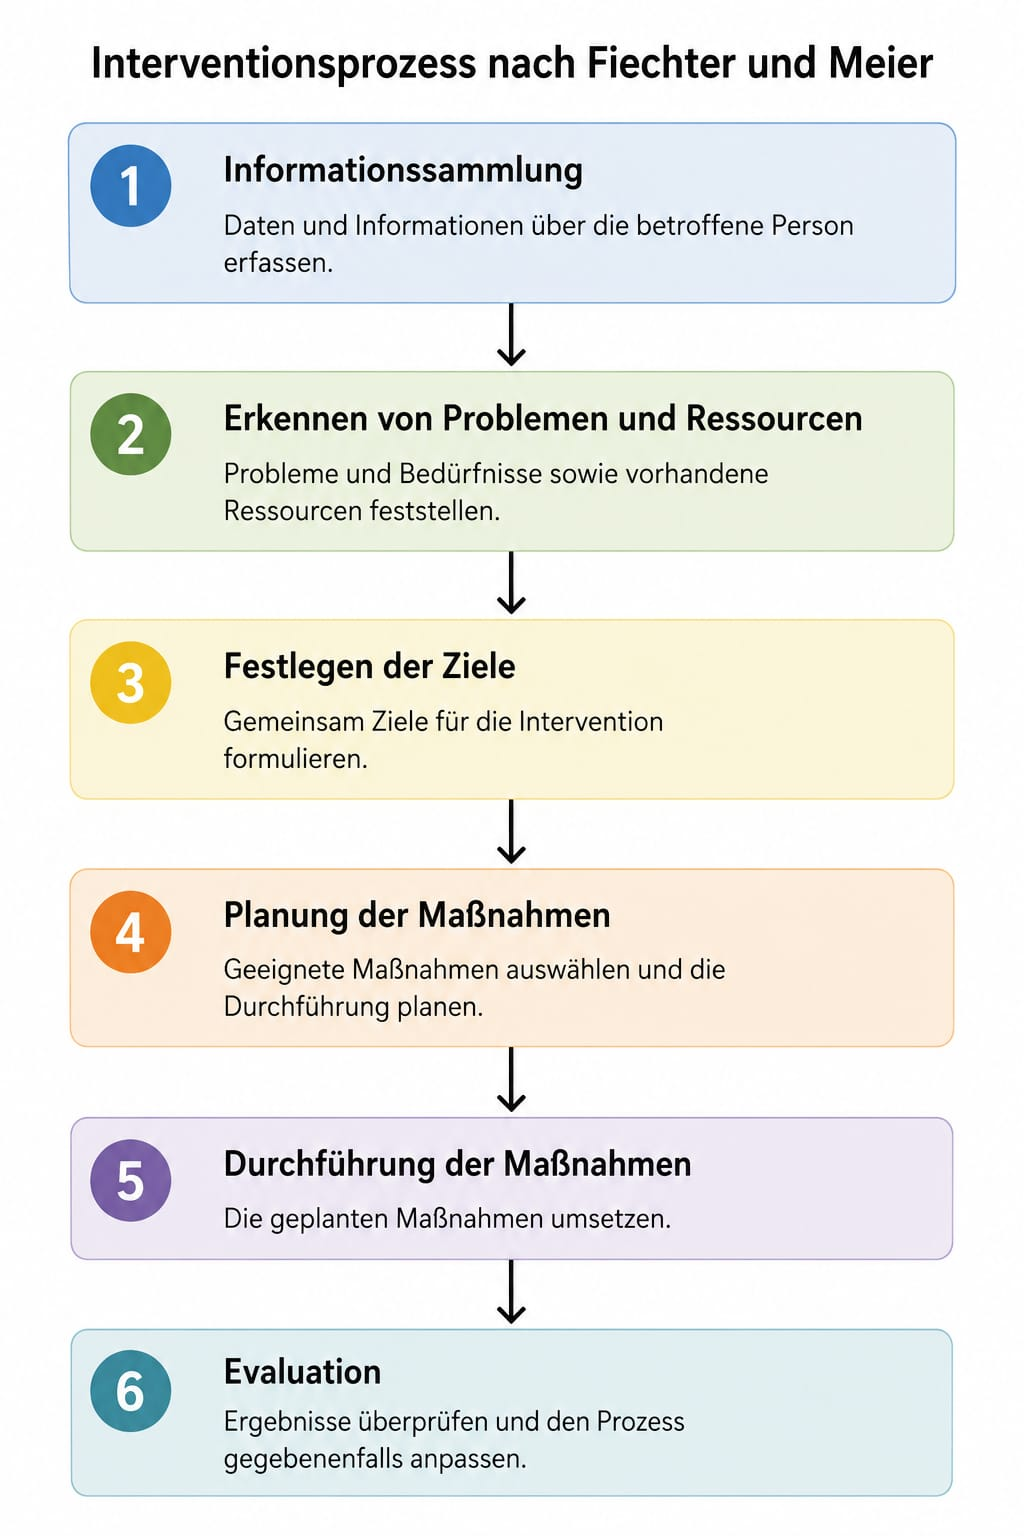 Interventionsprozess nach Fiechter und Meier
1
Informationssammlung
Daten und Informationen über die betroffene Person
erfassen.
2
Erkennen von Problemen und Ressourcen
Probleme und Bedürfnisse sowie vorhandene
Ressourcen feststellen.
3
Festlegen der Ziele
Gemeinsam Ziele für die Intervention
formulieren.
4
Planung der Maßnahmen
Geeignete Maßnahmen auswählen und die
Durchführung planen.
5
Durchführung der Maßnahmen
Die geplanten Maßnahmen umsetzen.
6
Evaluation
Ergebnisse überprüfen und den Prozess
gegebenenfalls anpassen.